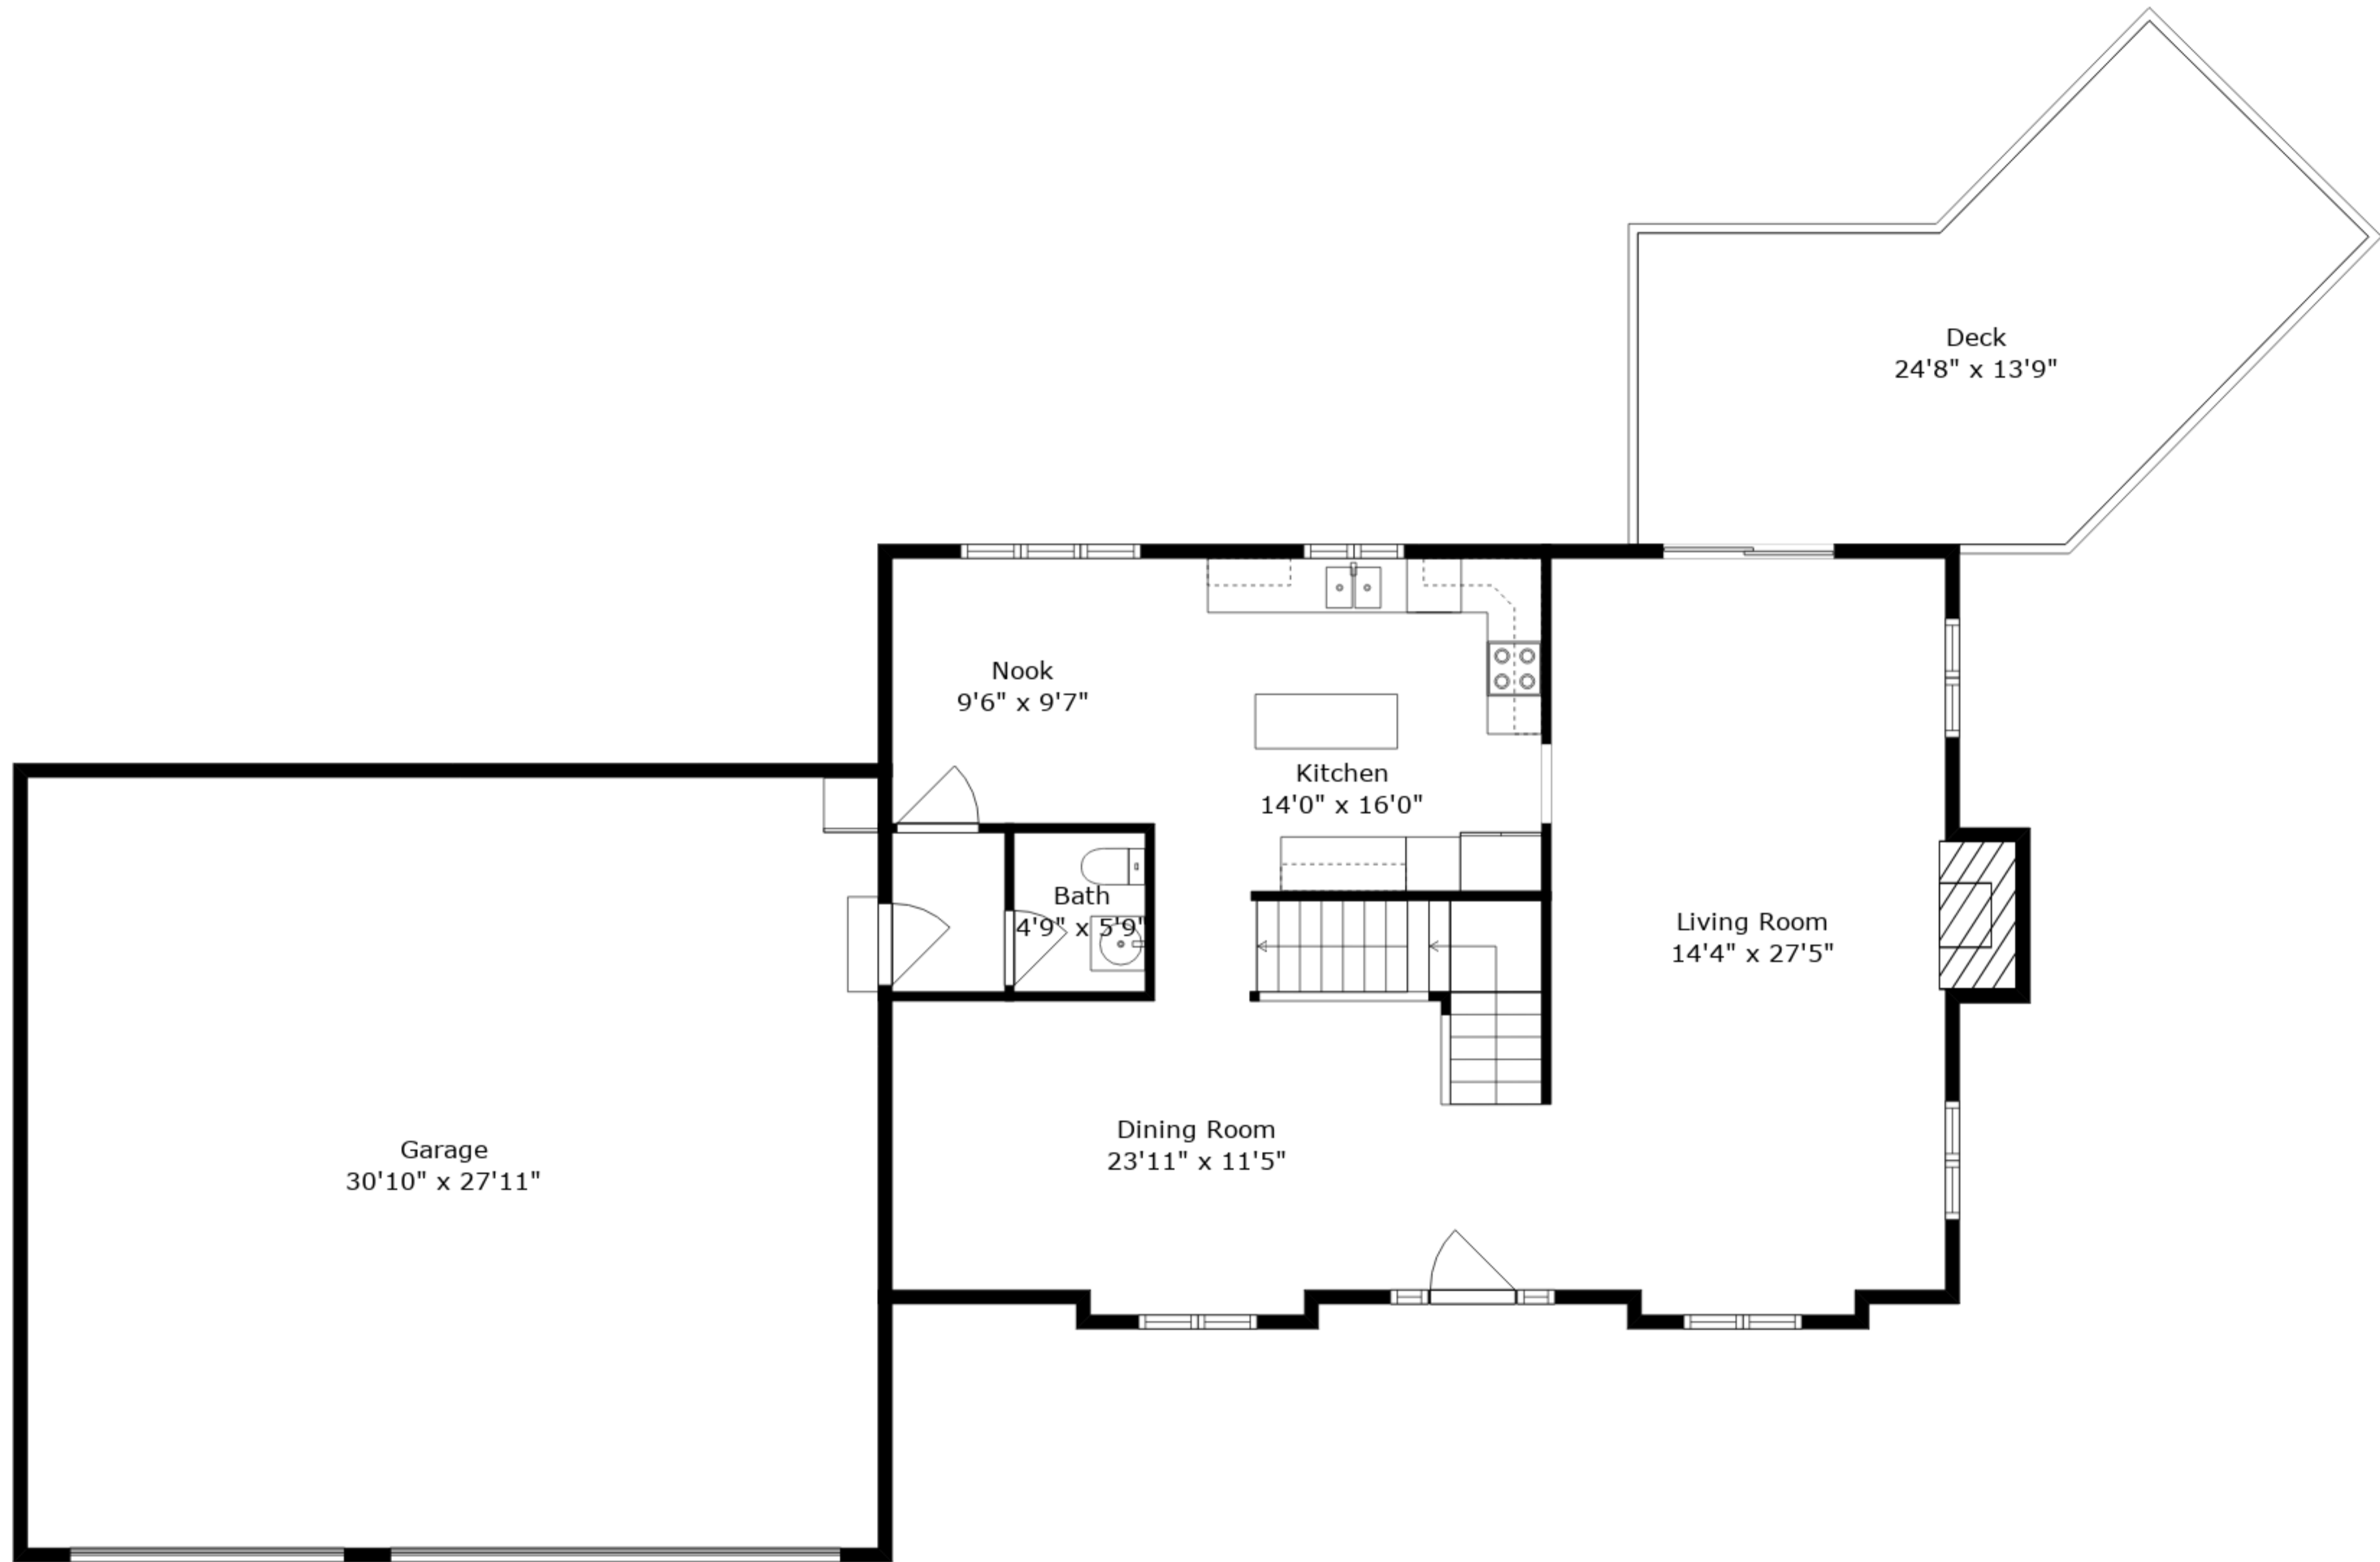 Deck
24'8" x 13'9"
Nook
9'6" x 9'7"
Kitchen
14'0" x 16'0"
Bath
4'9" x 5'9"
Living Room
14'4" x 27'5"
Dining Room
23'11" x 11'5"
Garage
30'10" x 27'11"